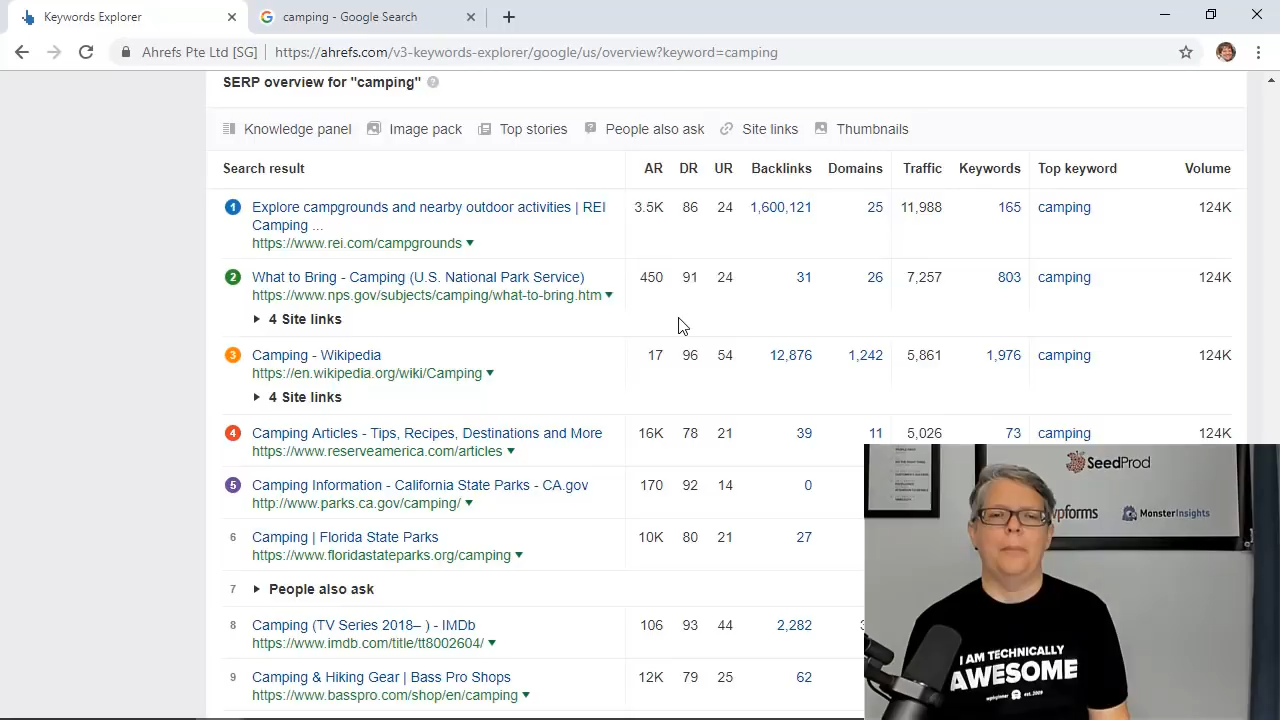 Keywords Explorer
camping - Google Search
Ahrefs Pte Ltd [SG] https://ahrefs.com/v3-keywords-explorer/google/us/overview?keyword=camping
SERP overview for "camping"
Knowledge panel Image pack Top stories People also ask Site links Thumbnails
Search result AR DR UR Backlinks Domains Traffic Keywords Top keyword Volume
1 Explore campgrounds and nearby outdoor activities | REI 3.5K 86 24 1,600,121 25 11,988 165 camping 124K
Camping ...
https://www.rei.com/campgrounds
2 What to Bring - Camping (U.S. National Park Service) 450 91 24 31 26 7,257 803 camping 124K
https://www.nps.gov/subjects/camping/what-to-bring.htm
4 Site links
3 Camping - Wikipedia 17 96 54 12,876 1,242 5,861 1,976 camping 124K
https://en.wikipedia.org/wiki/Camping
4 Site links
4 Camping Articles - Tips, Recipes, Destinations and More 16K 78 21 39 11 5,026 73 camping 124K
https://www.reserveamerica.com/articles
5 Camping Information - California State Parks - CA.gov 170 92 14 0
http://www.parks.ca.gov/camping/
6 Camping | Florida State Parks 10K 80 21 27
https://www.floridastateparks.org/camping
7 People also ask
8 Camping (TV Series 2018– ) - IMDb 106 93 44 2,282
https://www.imdb.com/title/tt8002604/
9 Camping & Hiking Gear | Bass Pro Shops 12K 79 25 62
https://www.basspro.com/shop/en/camping
SeedProd
wpforms MonsterInsights
I AM TECHNICALLY
AWESOME
wpbeginner est. 2009